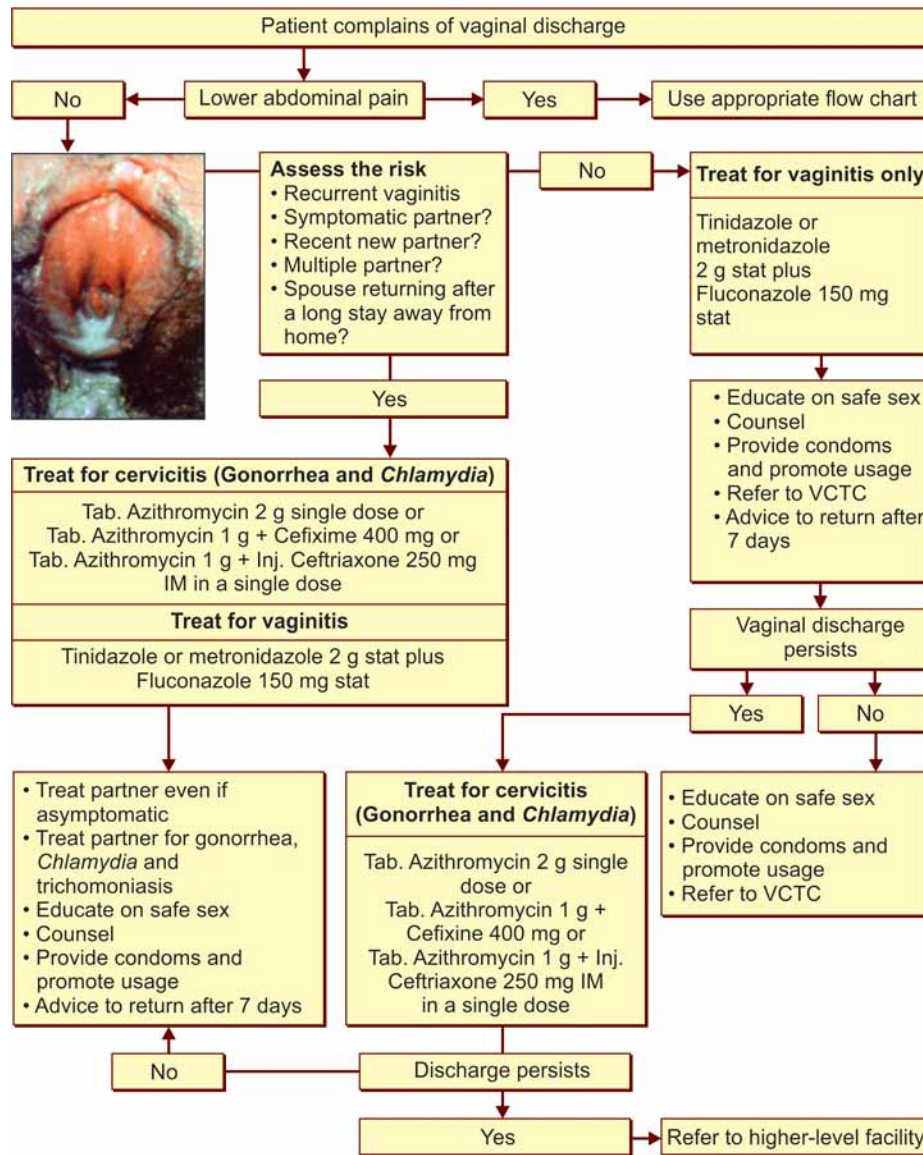 Patient complains of vaginal discharge
No
Lower abdominal pain
Yes
Use appropriate flow chart
Assess the risk
• Recurrent vaginitis
• Symptomatic partner?
• Recent new partner?
• Multiple partner?
• Spouse returning after
a long stay away from
home?
No
Treat for vaginitis only
Tinidazole or
metronidazole
2 g stat plus
Fluconazole 150 mg
stat
Yes
• Educate on safe sex
• Counsel
• Provide condoms
and promote usage
• Refer to VCTC
• Advice to return after
7 days
Treat for cervicitis (Gonorrhea and Chlamydia)
Tab. Azithromycin 2 g single dose or
Tab. Azithromycin 1 g + Cefixime 400 mg or
Tab. Azithromycin 1 g + Inj. Ceftriaxone 250 mg
IM in a single dose
Treat for vaginitis
Tinidazole or metronidazole 2 g stat plus
Fluconazole 150 mg stat
Vaginal discharge
persists
Yes
No
• Treat partner even if
asymptomatic
• Treat partner for gonorrhea,
Chlamydia and
trichomoniasis
• Educate on safe sex
• Counsel
• Provide condoms and
promote usage
• Advice to return after 7 days
Treat for cervicitis
(Gonorrhea and Chlamydia)
Tab. Azithromycin 2 g single
dose or
Tab. Azithromycin 1 g +
Cefixine 400 mg or
Tab. Azithromycin 1 g + Inj.
Ceftriaxone 250 mg IM
in a single dose
• Educate on safe sex
• Counsel
• Provide condoms and
promote usage
• Refer to VCTC
No
Discharge persists
Yes
Refer to higher-level facility